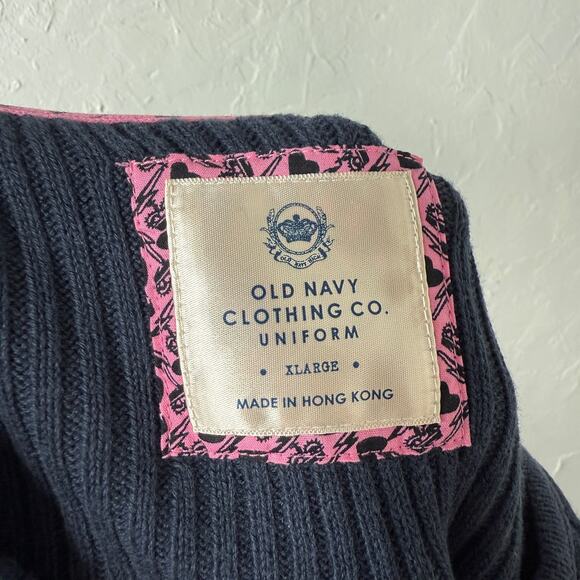 OLD NAVY
CLOTHING CO.
UNIFORM
• XLARGE •
MADE IN HONG KONG